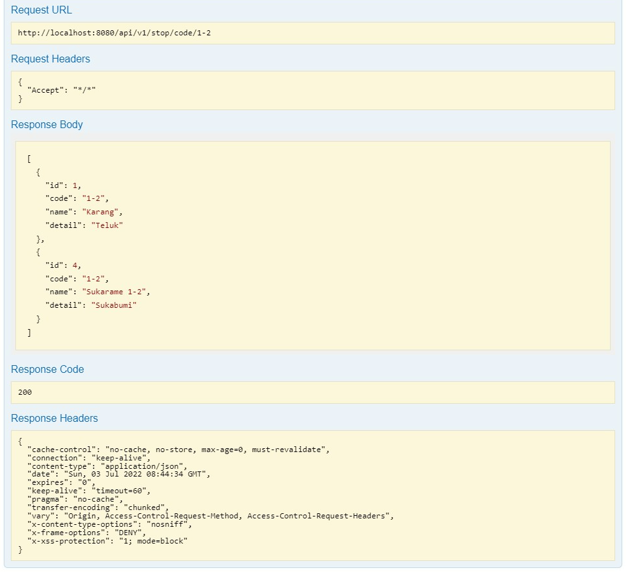 Request URL
http://localhost:8080/api/v1/stop/code/1-2
Request Headers
{
"Accept": "*/*"
}
Response Body
[
{
"id": 1,
"code": "1-2",
"name": "Karang",
"detail": "Teluk"
},
{
"id": 4,
"code": "1-2",
"name": "Sukarame 1-2",
"detail": "Sukabumi"
}
]
Response Code
200
Response Headers
{
"cache-control": "no-cache, no-store, max-age=0, must-revalidate",
"connection": "keep-alive",
"content-type": "application/json",
"date": "Sun, 03 Jul 2022 08:44:34 GMT",
"expires": "0",
"keep-alive": "timeout=60",
"pragma": "no-cache",
"transfer-encoding": "chunked",
"vary": "Origin, Access-Control-Request-Method, Access-Control-Request-Headers",
"x-content-type-options": "nosniff",
"x-frame-options": "DENY",
"x-xss-protection": "1; mode=block"
}